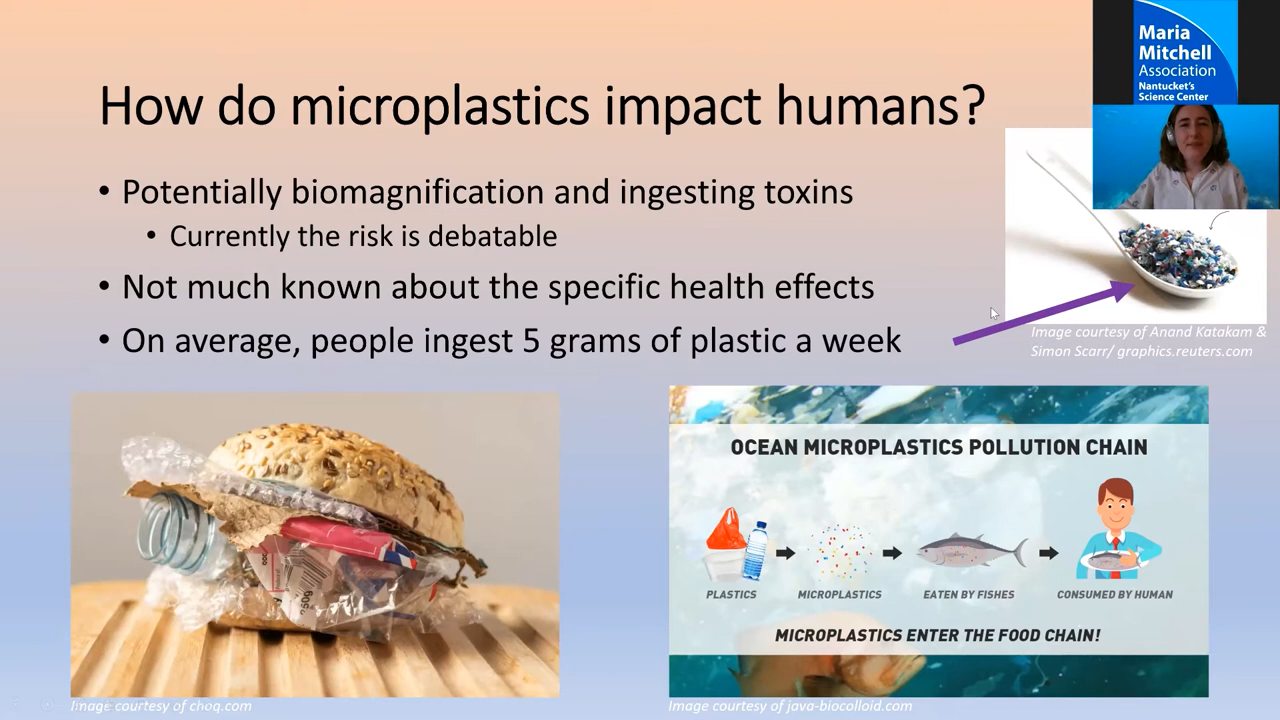 Maria
Mitchell
Association
Nantucket's
Science Center
How do microplastics impact humans?
• Potentially biomagnification and ingesting toxins
• Currently the risk is debatable
• Not much known about the specific health effects
• On average, people ingest 5 grams of plastic a week
Image courtesy of Anand Katakam &
Simon Scarr/ graphics.reuters.com
OCEAN MICROPLASTICS POLLUTION CHAIN
PLASTICS
MICROPLASTICS
EATEN BY FISHES
CONSUMED BY HUMAN
MICROPLASTICS ENTER THE FOOD CHAIN!
Image courtesy of choq.com
Image courtesy of java-biocolloid.com